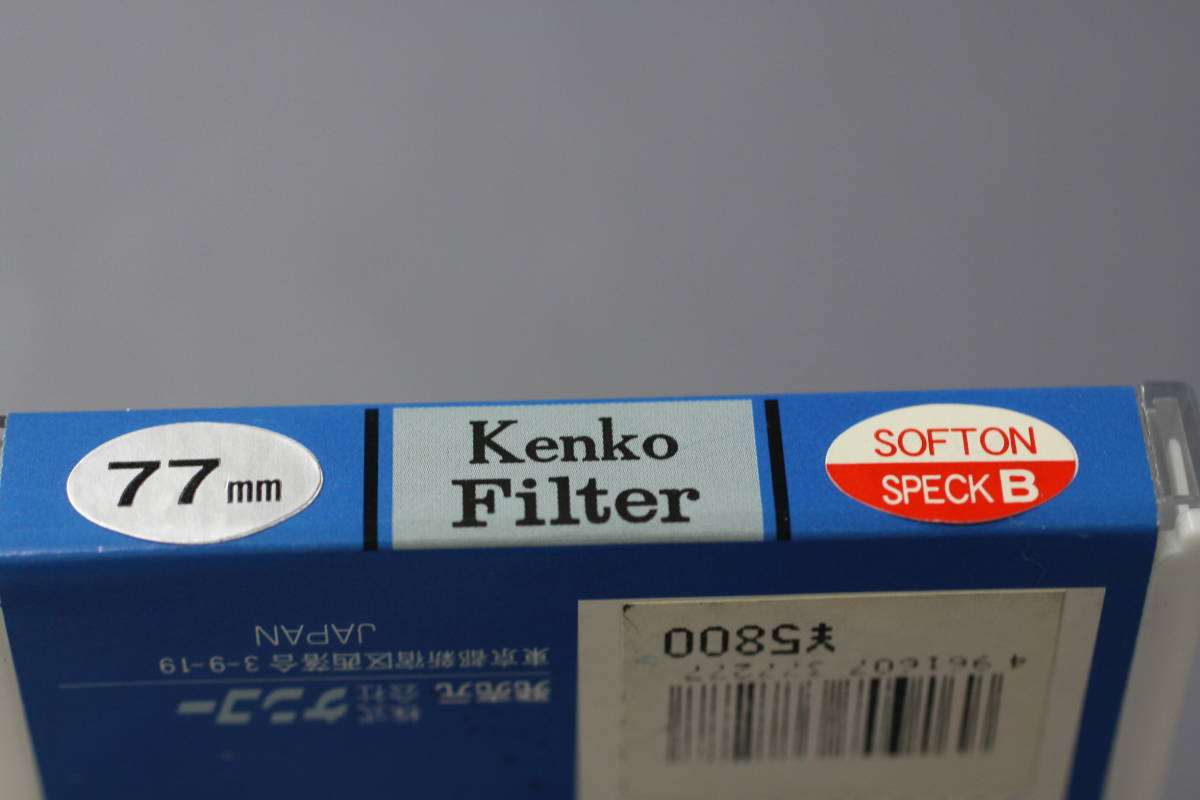 77mm
Kenko
Filter
SOFTON
SPECK B
発売元 株式会社 ケンコー
東京都新宿区西落合 3-9-19
JAPAN
¥5800